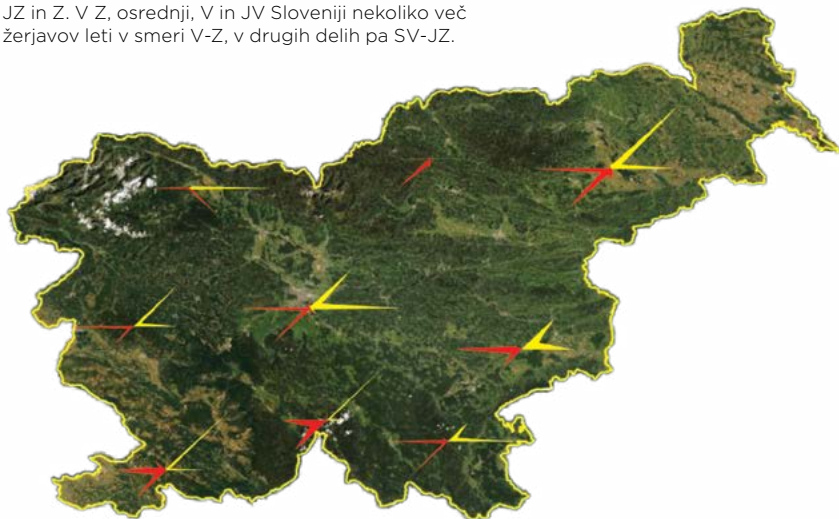 JZ in Z. V Z, osrednji, V in JV Sloveniji nekoliko več
žerjavov leti v smeri V-Z, v drugih delih pa SV-JZ.